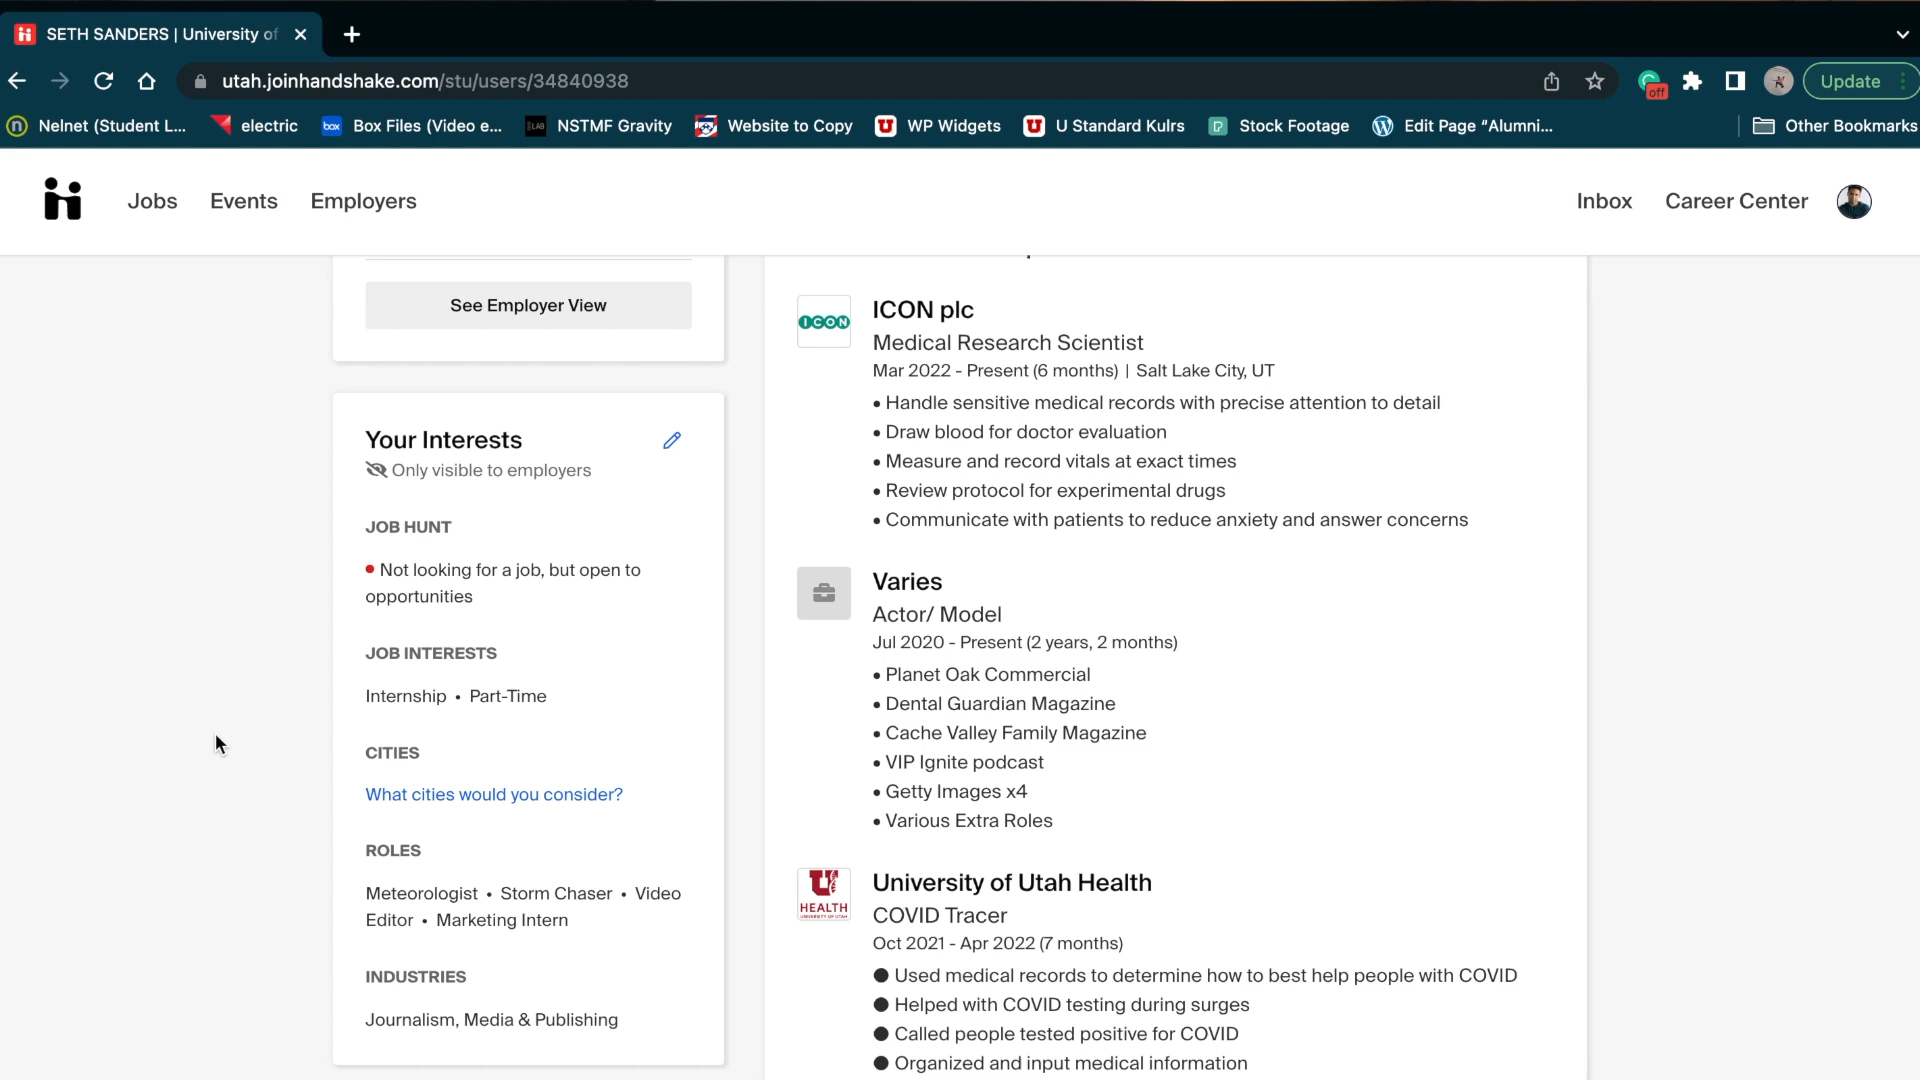 SETH SANDERS | University of
utah.joinhandshake.com/stu/users/34840938
off
Update
Nelnet (Student L...
electric
box
Box Files (Video e...
LAB
NSTMF Gravity
Website to Copy
WP Widgets
U Standard Kulrs
Stock Footage
Edit Page “Alumni...
Other Bookmarks
Jobs
Events
Employers
Inbox
Career Center
See Employer View
Your Interests
Only visible to employers
JOB HUNT
Not looking for a job, but open to
opportunities
JOB INTERESTS
Internship • Part-Time
CITIES
What cities would you consider?
ROLES
Meteorologist • Storm Chaser • Video
Editor • Marketing Intern
INDUSTRIES
Journalism, Media & Publishing
ICON
ICON plc
Medical Research Scientist
Mar 2022 - Present (6 months) | Salt Lake City, UT
• Handle sensitive medical records with precise attention to detail
• Draw blood for doctor evaluation
• Measure and record vitals at exact times
• Review protocol for experimental drugs
• Communicate with patients to reduce anxiety and answer concerns
Varies
Actor/ Model
Jul 2020 - Present (2 years, 2 months)
• Planet Oak Commercial
• Dental Guardian Magazine
• Cache Valley Family Magazine
• VIP Ignite podcast
• Getty Images x4
• Various Extra Roles
U
HEALTH
UNIVERSITY OF UTAH
University of Utah Health
COVID Tracer
Oct 2021 - Apr 2022 (7 months)
● Used medical records to determine how to best help people with COVID
● Helped with COVID testing during surges
● Called people tested positive for COVID
● Organized and input medical information